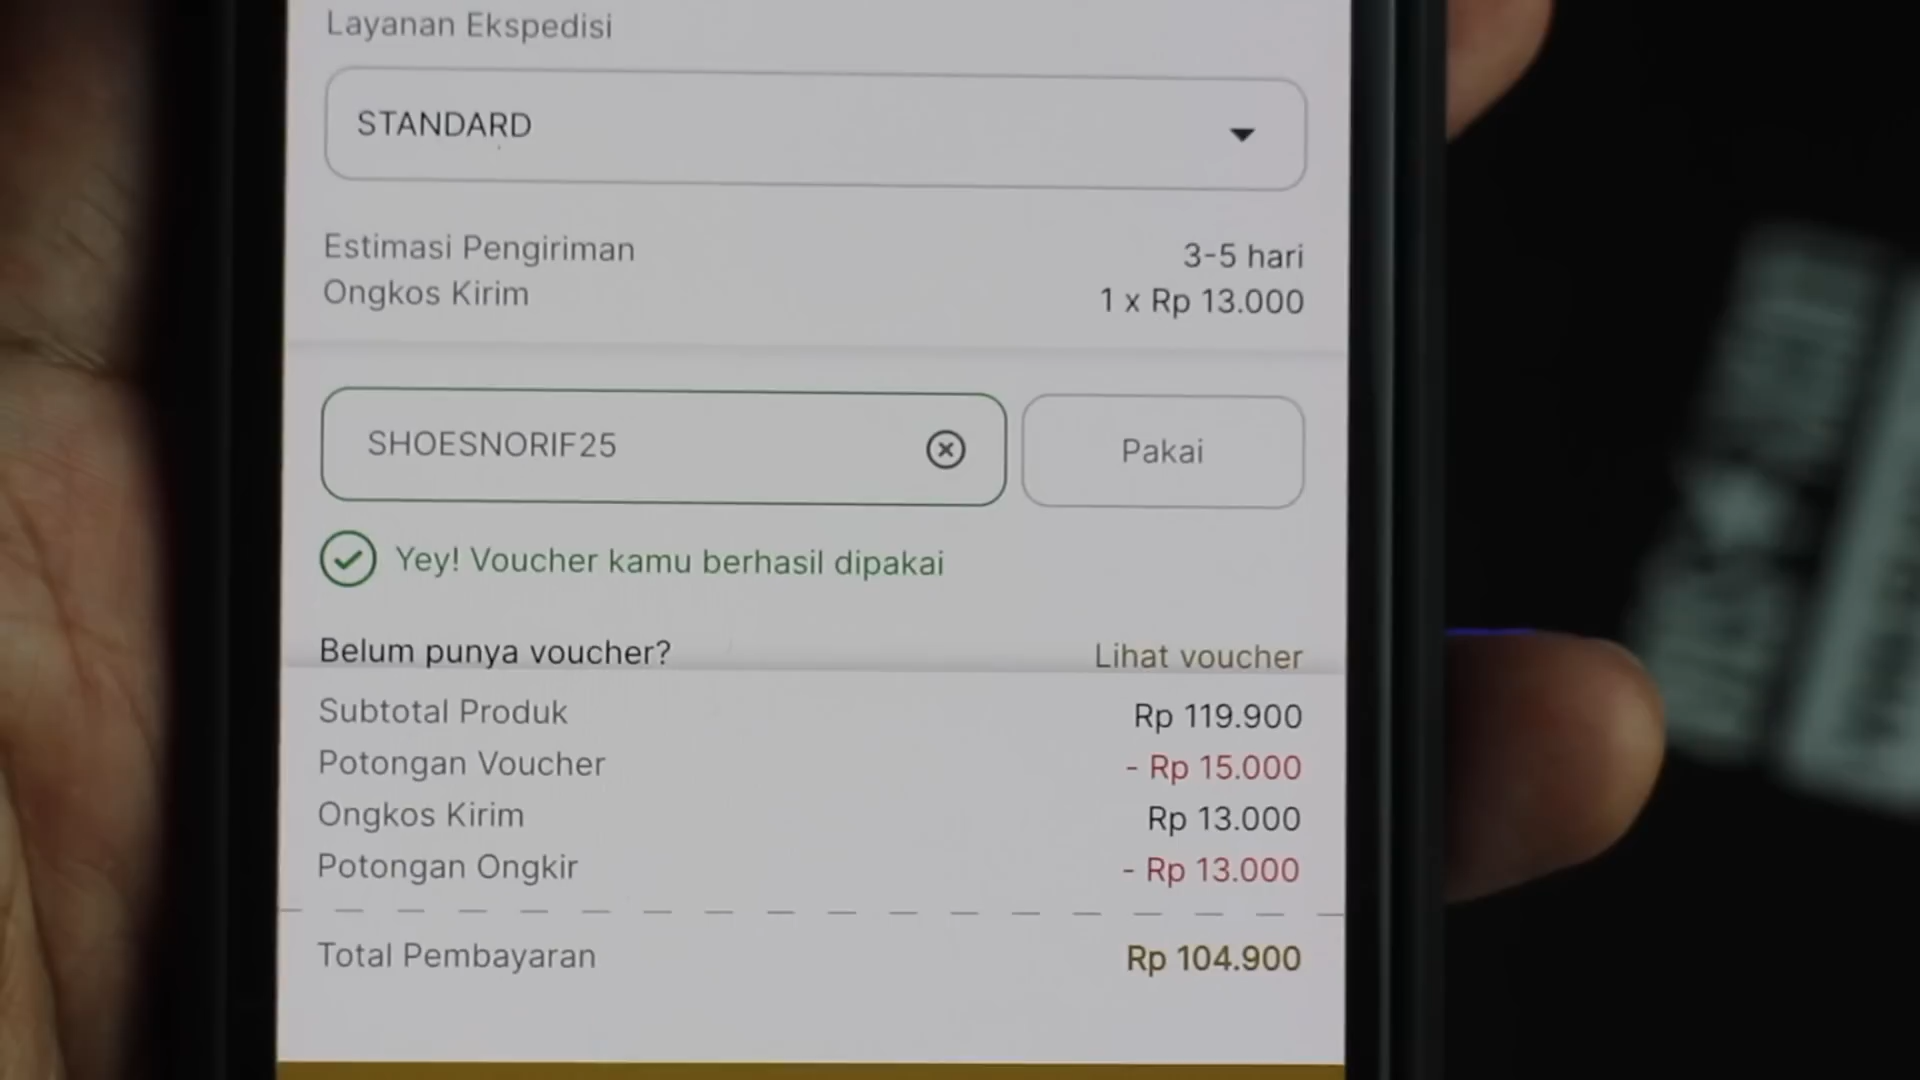 Layanan Ekspedisi
STANDARD
Estimasi Pengiriman 3-5 hari
Ongkos Kirim 1 x Rp 13.000
SHOESNORIF25 Pakai
Yey! Voucher kamu berhasil dipakai
Belum punya voucher? Lihat voucher
Subtotal Produk Rp 119.900
Potongan Voucher - Rp 15.000
Ongkos Kirim Rp 13.000
Potongan Ongkir - Rp 13.000
Total Pembayaran Rp 104.900